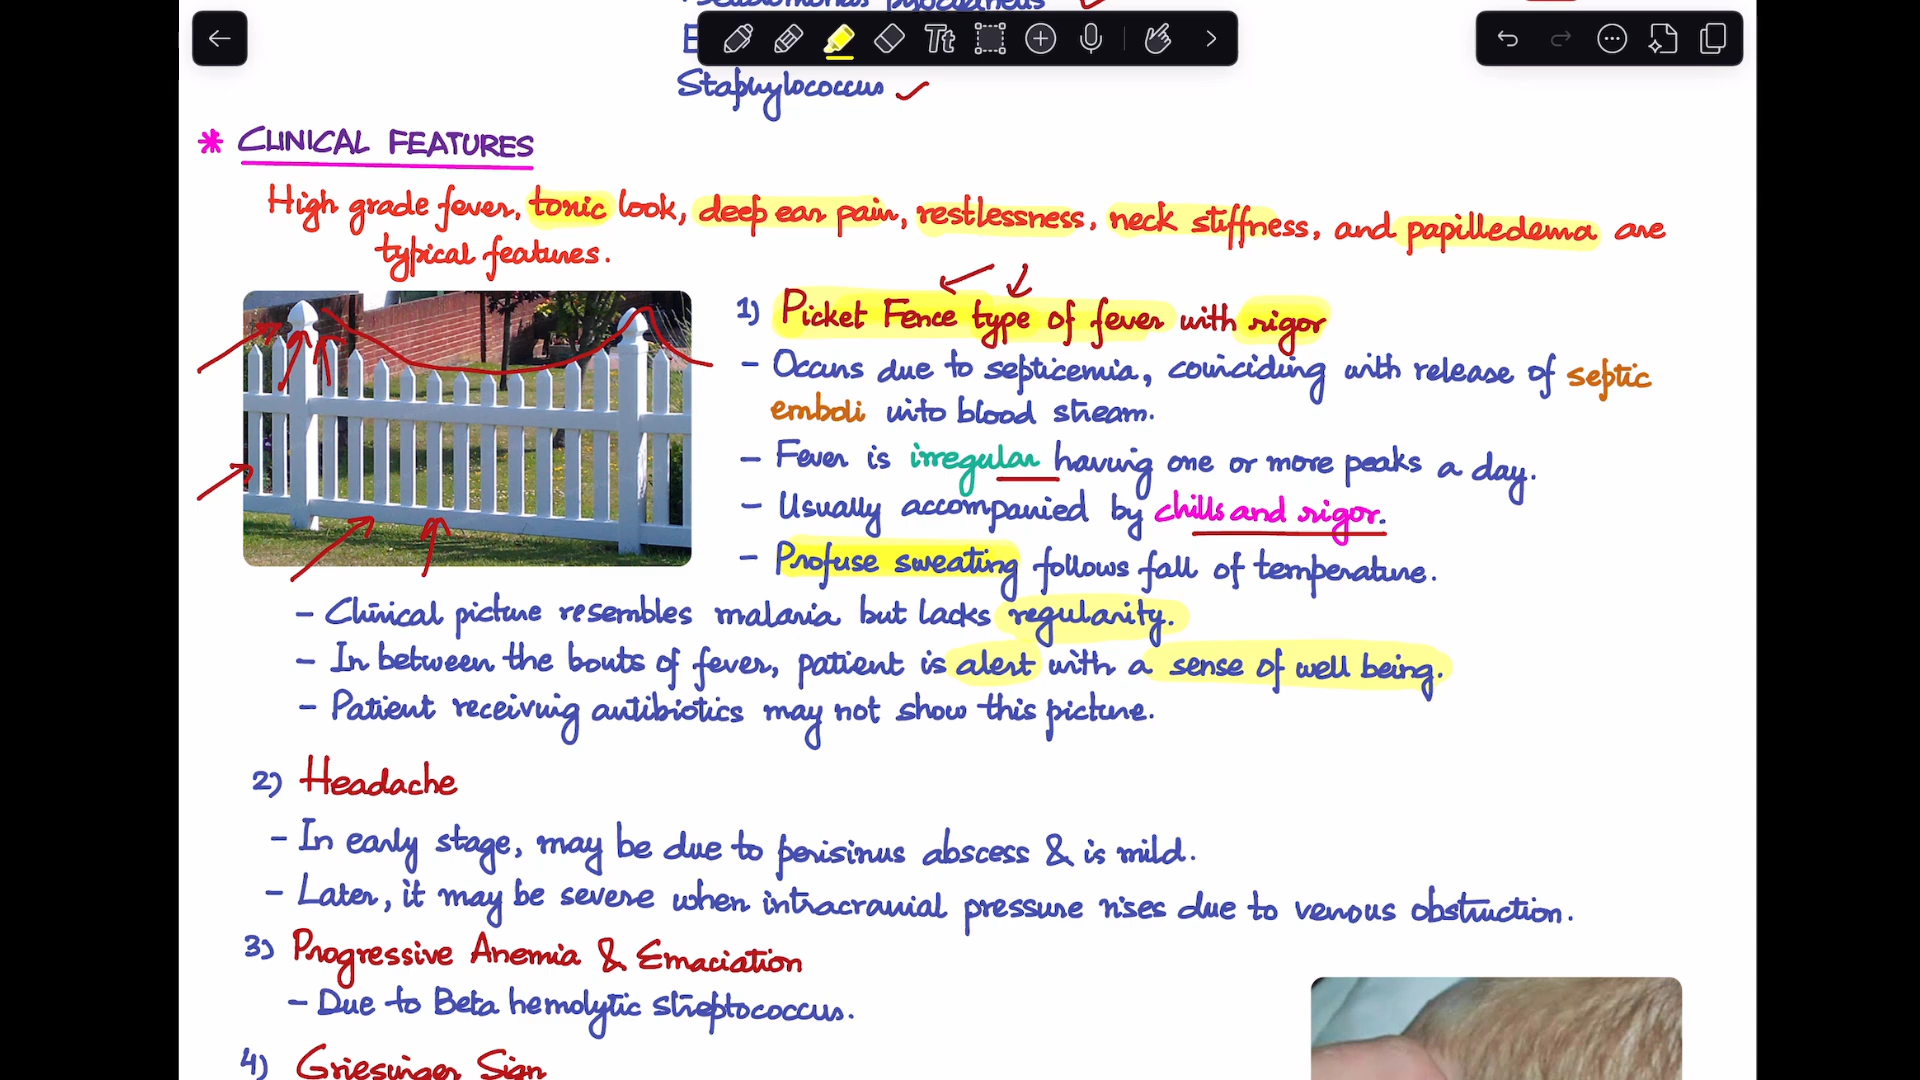 Tt
Staphylococcus
* CLINICAL FEATURES
High grade fever, toxic look, deep ear pain, restlessness, neck stiffness, and papilledema are
typical features.
1) Picket Fence type of fever with rigor
- Occurs due to septicemia, coinciding with release of septic
emboli into blood stream.
- Fever is irregular having one or more peaks a day.
- Usually accompanied by chills and rigor.
- Profuse sweating follows fall of temperature.
- Clinical picture resembles malaria but lacks regularity.
- In between the bouts of fever, patient is alert with a sense of well being.
- Patient receiving antibiotics may not show this picture.
2) Headache
- In early stage, may be due to perisinus abscess & is mild.
- Later, it may be severe when intracranial pressure rises due to venous obstruction.
3) Progressive Anemia & Emaciation
- Due to Beta hemolytic streptococcus.
4) Griesinger Sign